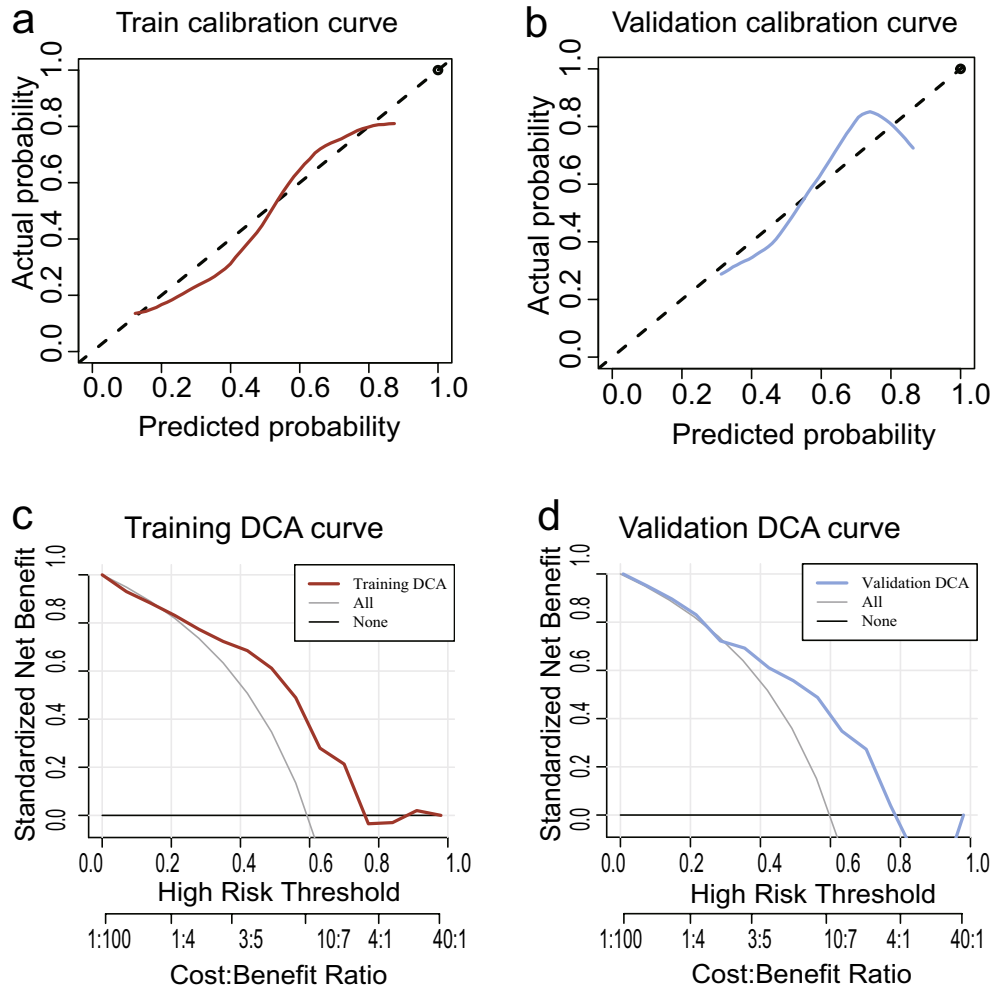 a
Train calibration curve
Actual probability
0.0 0.2 0.4 0.6 0.8 1.0
0.0 0.2 0.4 0.6 0.8 1.0
Predicted probability
b
Validation calibration curve
Actual probability
0.0 0.2 0.4 0.6 0.8 1.0
0.0 0.2 0.4 0.6 0.8 1.0
Predicted probability
c
Training DCA curve
Standardized Net Benefit
0.0 0.2 0.4 0.6 0.8 1.0
Training DCA
All
None
0.0 0.2 0.4 0.6 0.8 1.0
High Risk Threshold
1:100 1:4 3:5 10:7 4:1 40:1
Cost:Benefit Ratio
d
Validation DCA curve
Standardized Net Benefit
0.0 0.2 0.4 0.6 0.8 1.0
Validation DCA
All
None
0.0 0.2 0.4 0.6 0.8 1.0
High Risk Threshold
1:100 1:4 3:5 10:7 4:1 40:1
Cost:Benefit Ratio